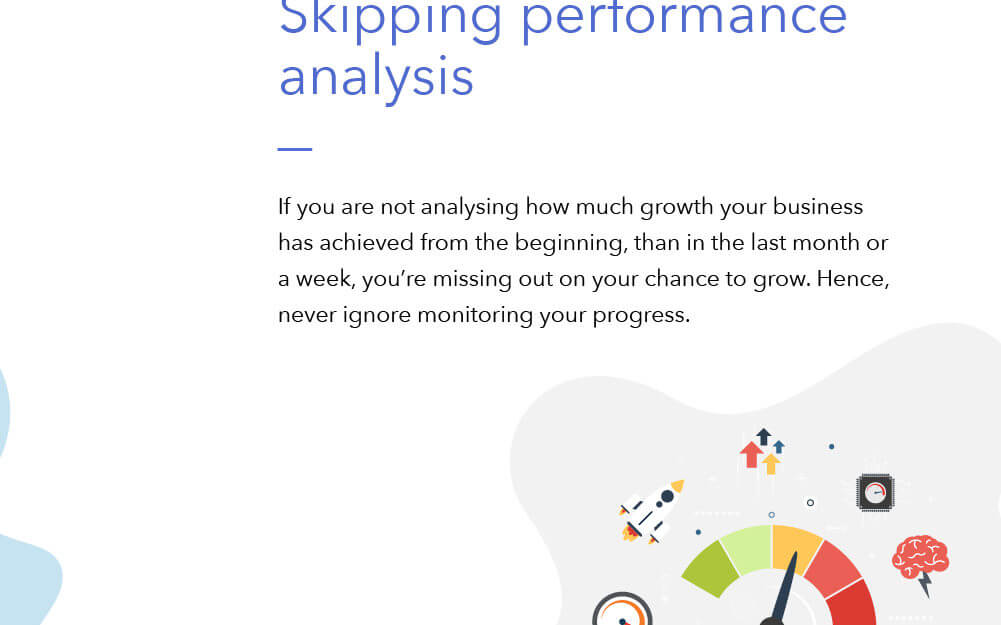 Skipping performance
analysis
If you are not analysing how much growth your business
has achieved from the beginning, than in the last month or
a week, you’re missing out on your chance to grow. Hence,
never ignore monitoring your progress.